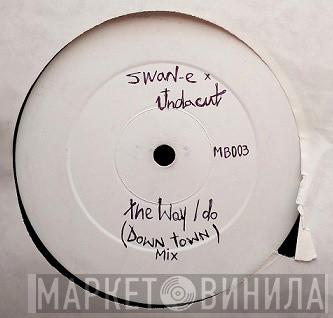 Swan-e x
Undacut
MB003
the Way I do
(DOWN TOWN)
Mix
МАРКЕТ ВИНИЛА